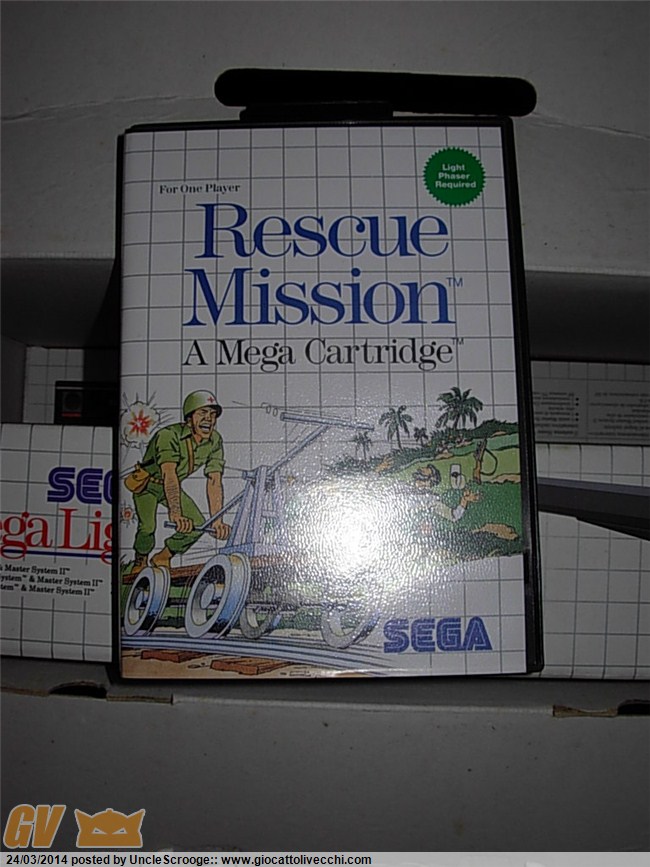 Light
Phaser
Required
For One Player
Rescue
Mission™
A Mega Cartridge™
SEGA
SE
ga Lig
& Master System II™
ystem™ & Master System II™
tem™ & Master System II™
GV
24/03/2014 posted by UncleScrooge:: www.giocattolivecchi.com